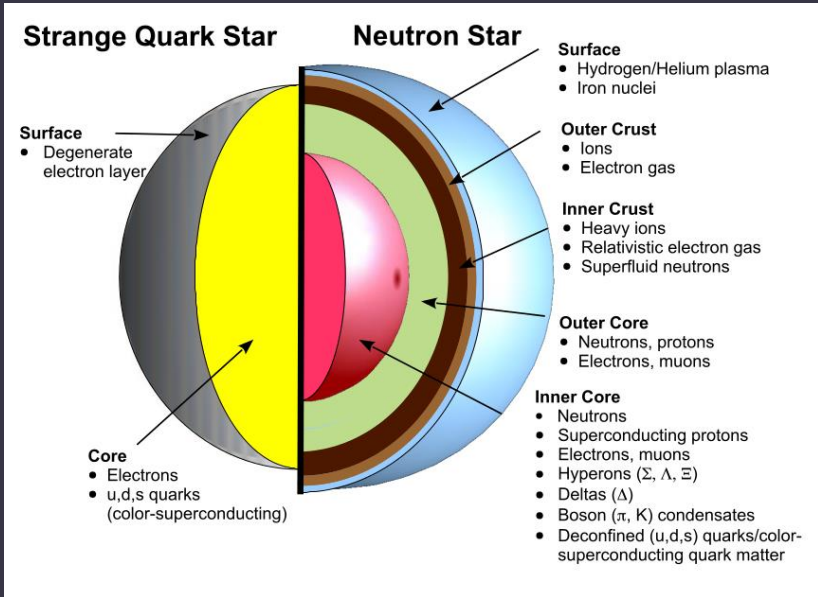 Strange Quark Star
Neutron Star
Surface
• Degenerate
electron layer
Core
• Electrons
• u,d,s quarks
(color-superconducting)
Surface
• Hydrogen/Helium plasma
• Iron nuclei
Outer Crust
• Ions
• Electron gas
Inner Crust
• Heavy ions
• Relativistic electron gas
• Superfluid neutrons
Outer Core
• Neutrons, protons
• Electrons, muons
Inner Core
• Neutrons
• Superconducting protons
• Electrons, muons
• Hyperons (Σ, Λ, Ξ)
• Deltas (Δ)
• Boson (π, K) condensates
• Deconfined (u,d,s) quarks/color-
superconducting quark matter